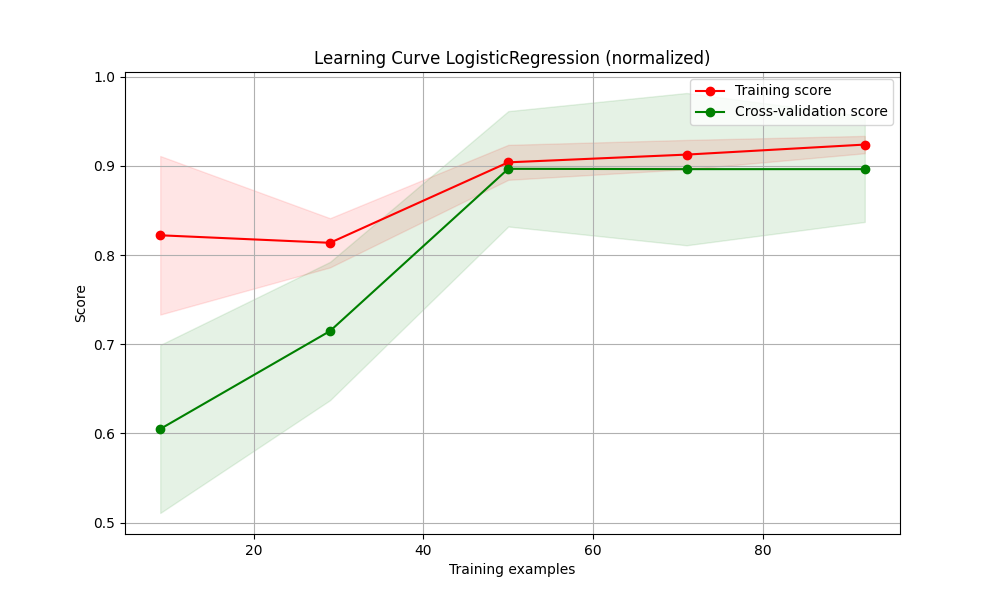 Learning Curve LogisticRegression (normalized)
Training score
Cross-validation score
1.0
0.9
0.8
0.7
0.6
0.5
Score
20 40 60 80
Training examples